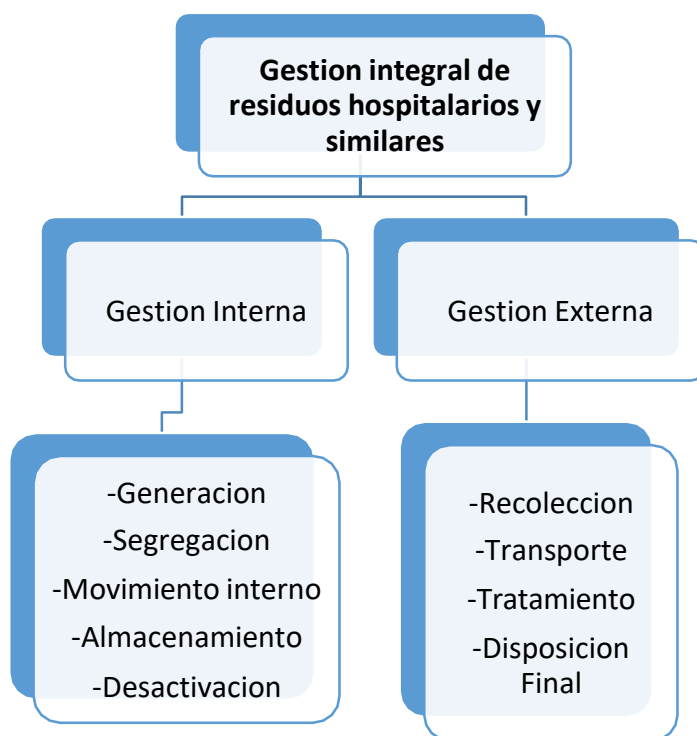 Gestion integral de
residuos hospitalarios y
similares
Gestion Interna
Gestion Externa
-Generacion
-Segregacion
-Movimiento interno
-Almacenamiento
-Desactivacion
-Recoleccion
-Transporte
-Tratamiento
-Disposicion
Final